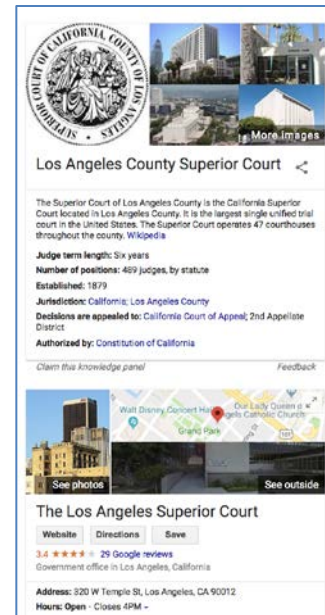 SUPERIOR COURT OF CALIFORNIA, COUNTY OF LOS ANGELES
More images
Los Angeles County Superior Court
The Superior Court of Los Angeles County is the California Superior
Court located in Los Angeles County. It is the largest single unified trial
court in the United States. The Superior Court operates 47 courthouses
throughout the county. Wikipedia
Judge term length: Six years
Number of positions: 489 judges, by statute
Established: 1879
Jurisdiction: California; Los Angeles County
Decisions are appealed to: California Court of Appeal; 2nd Appellate
District
Authorized by: Constitution of California
Claim this knowledge panel
Feedback
Walt Disney Concert Hall
Our Lady Queen
Angels Catholic Church
Grand Park
See photos
See outside
The Los Angeles Superior Court
Website Directions Save
3.4 29 Google reviews
Government office in Los Angeles, California
Address: 320 W Temple St, Los Angeles, CA 90012
Hours: Open · Closes 4PM